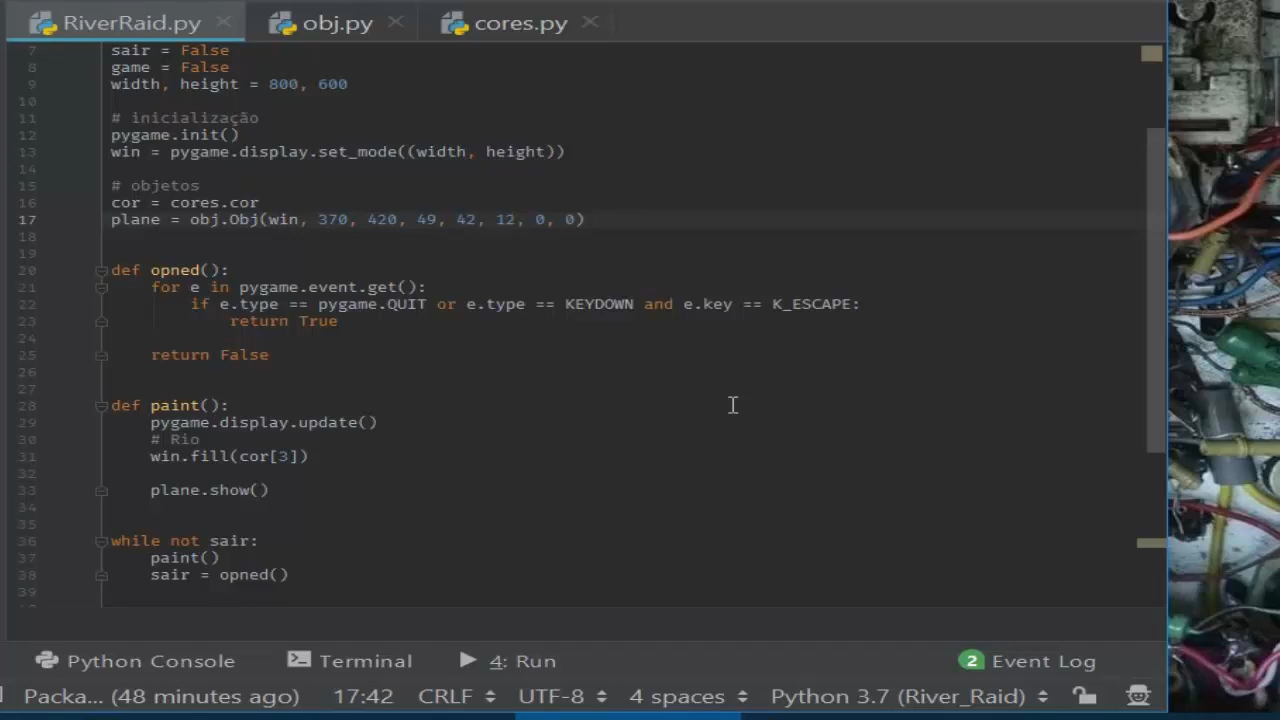 RiverRaid.py obj.py cores.py
7 sair = False
8 game = False
9 width, height = 800, 600
10
11 # inicialização
12 pygame.init()
13 win = pygame.display.set_mode((width, height))
14
15 # objetos
16 cor = cores.cor
17 plane = obj.Obj(win, 370, 420, 49, 42, 12, 0, 0)
18
19
20 def opned():
21 for e in pygame.event.get():
22 if e.type == pygame.QUIT or e.type == KEYDOWN and e.key == K_ESCAPE:
23 return True
24
25 return False
26
27
28 def paint():
29 pygame.display.update()
30 # Rio
31 win.fill(cor[3])
32
33 plane.show()
34
35
36 while not sair:
37 paint()
38 sair = opned()
39
Python Console Terminal 4: Run 2 Event Log
Packa... (48 minutes ago) 17:42 CRLF UTF-8 4 spaces Python 3.7 (River_Raid)